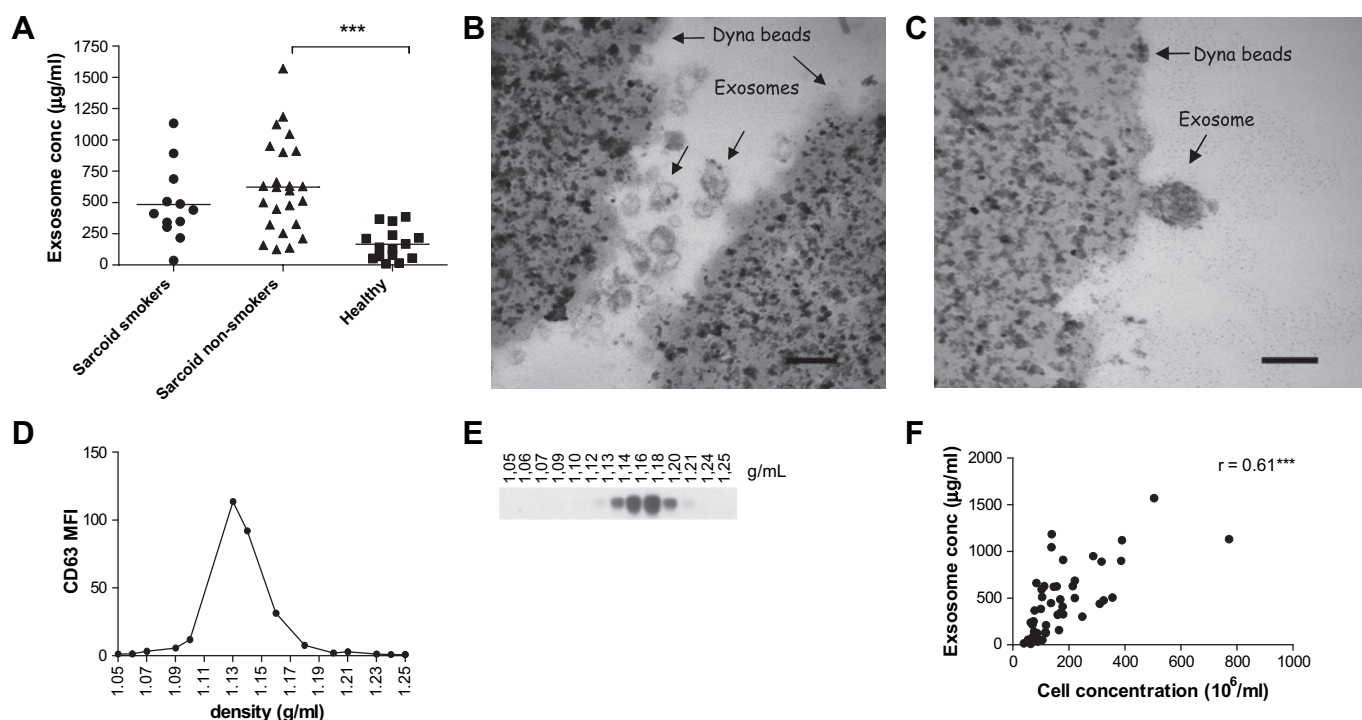 A
***
Exsosome conc (µg/ml)
1750
1500
1250
1000
750
500
250
0
Sarcoid smokers
Sarcoid non-smokers
Healthy
B
Dyna beads
Exosomes
C
Dyna beads
Exosome
D
CD63 MFI
150
100
50
0
1.05
1.07
1.09
1.11
1.13
1.15
1.17
1.19
1.21
1.23
1.25
density (g/ml)
E
1,05
1,06
1,07
1,09
1,10
1,12
1,13
1,14
1,16
1,18
1,20
1.21
1,24
1,25
g/mL
F
r = 0.61***
Exsosome conc (µg/ml)
2000
1500
1000
500
0
0 200 400 600 800 1000
Cell concentration (10⁶/ml)